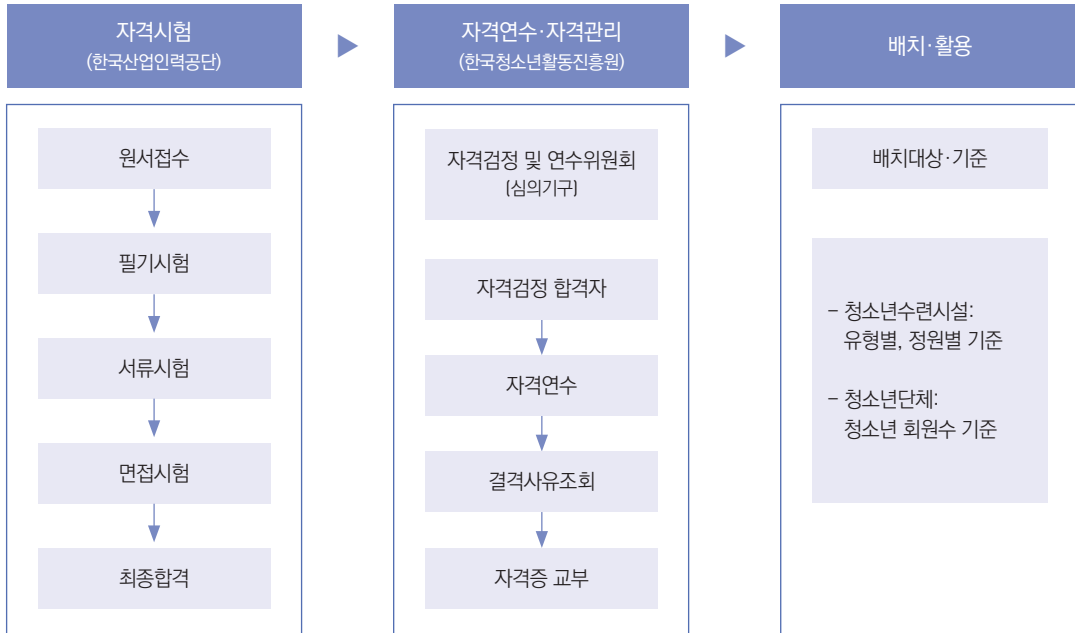 자격시험
(한국산업인력공단)
자격연수·자격관리
(한국청소년활동진흥원)
배치·활용
원서접수
필기시험
서류시험
면접시험
최종합격
자격검정 및 연수위원회
(심의기구)
자격검정 합격자
자격연수
결격사유조회
자격증 교부
배치대상·기준
– 청소년수련시설:
유형별, 정원별 기준
– 청소년단체:
청소년 회원수 기준